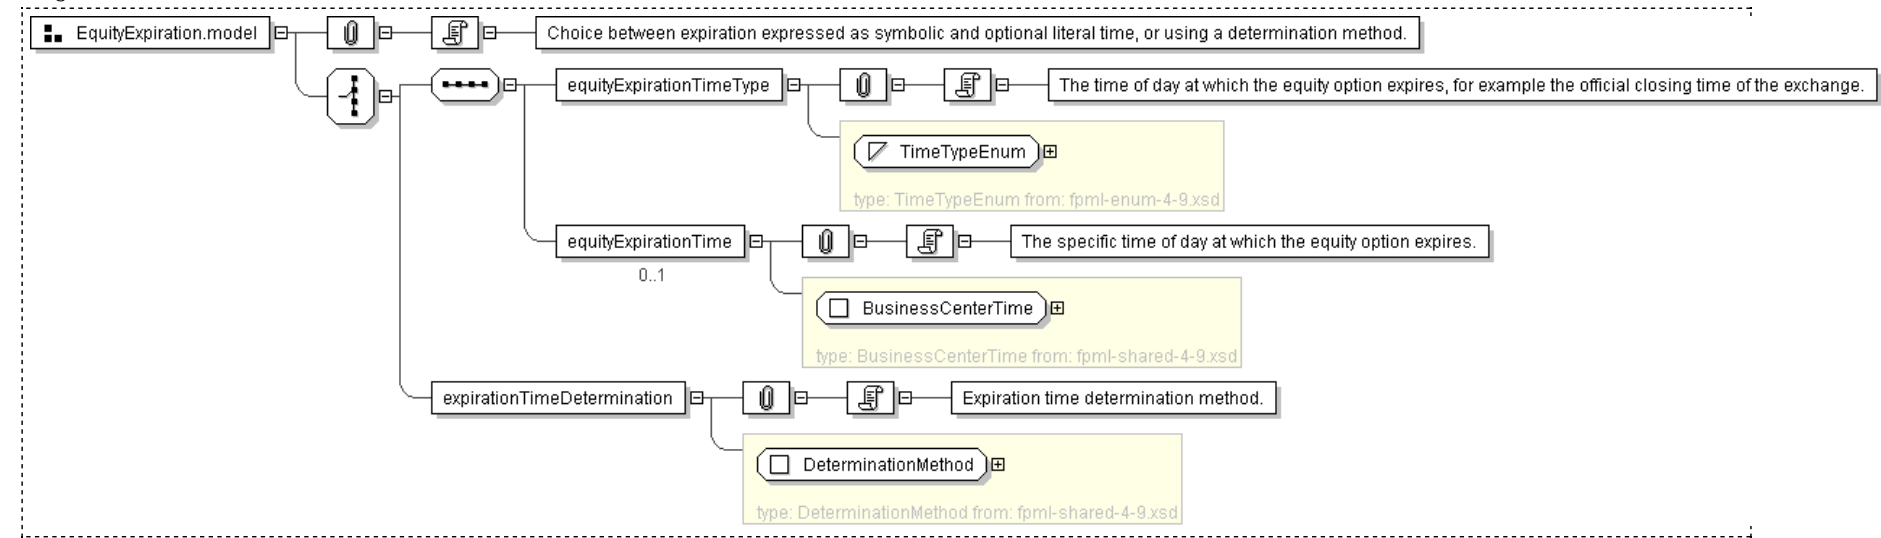 EquityExpiration.model
Choice between expiration expressed as symbolic and optional literal time, or using a determination method.
equityExpirationTimeType
The time of day at which the equity option expires, for example the official closing time of the exchange.
TimeTypeEnum
type: TimeTypeEnum from: fpml-enum-4-9.xsd
equityExpirationTime
The specific time of day at which the equity option expires.
0..1
BusinessCenterTime
type: BusinessCenterTime from: fpml-shared-4-9.xsd
expirationTimeDetermination
Expiration time determination method.
DeterminationMethod
type: DeterminationMethod from: fpml-shared-4-9.xsd